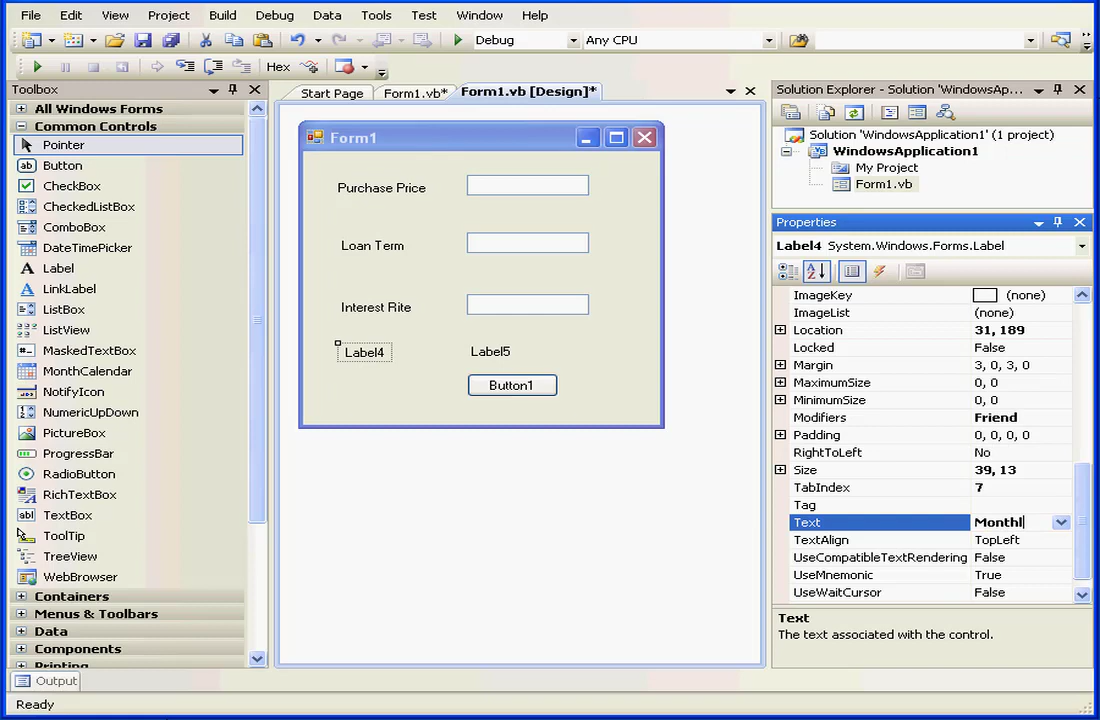 File Edit View Project Build Debug Data Tools Test Window Help
Debug Any CPU
Hex
Toolbox
All Windows Forms
Common Controls
Pointer
Button
CheckBox
CheckedListBox
ComboBox
DateTimePicker
Label
LinkLabel
ListBox
ListView
MaskedTextBox
MonthCalendar
NotifyIcon
NumericUpDown
PictureBox
ProgressBar
RadioButton
RichTextBox
TextBox
ToolTip
TreeView
WebBrowser
Containers
Menus & Toolbars
Data
Components
Printing
Output
Ready
Start Page Form1.vb* Form1.vb [Design]*
Form1
Purchase Price
Loan Term
Interest Rite
Label4 Label5
Button1
Solution Explorer - Solution 'WindowsAp...
Solution 'WindowsApplication1' (1 project)
WindowsApplication1
My Project
Form1.vb
Properties
Label4 System.Windows.Forms.Label
ImageKey (none)
ImageList (none)
Location 31, 189
Locked False
Margin 3, 0, 3, 0
MaximumSize 0, 0
MinimumSize 0, 0
Modifiers Friend
Padding 0, 0, 0, 0
RightToLeft No
Size 39, 13
TabIndex 7
Tag
Text Monthl
TextAlign TopLeft
UseCompatibleTextRendering False
UseMnemonic True
UseWaitCursor False
Text
The text associated with the control.